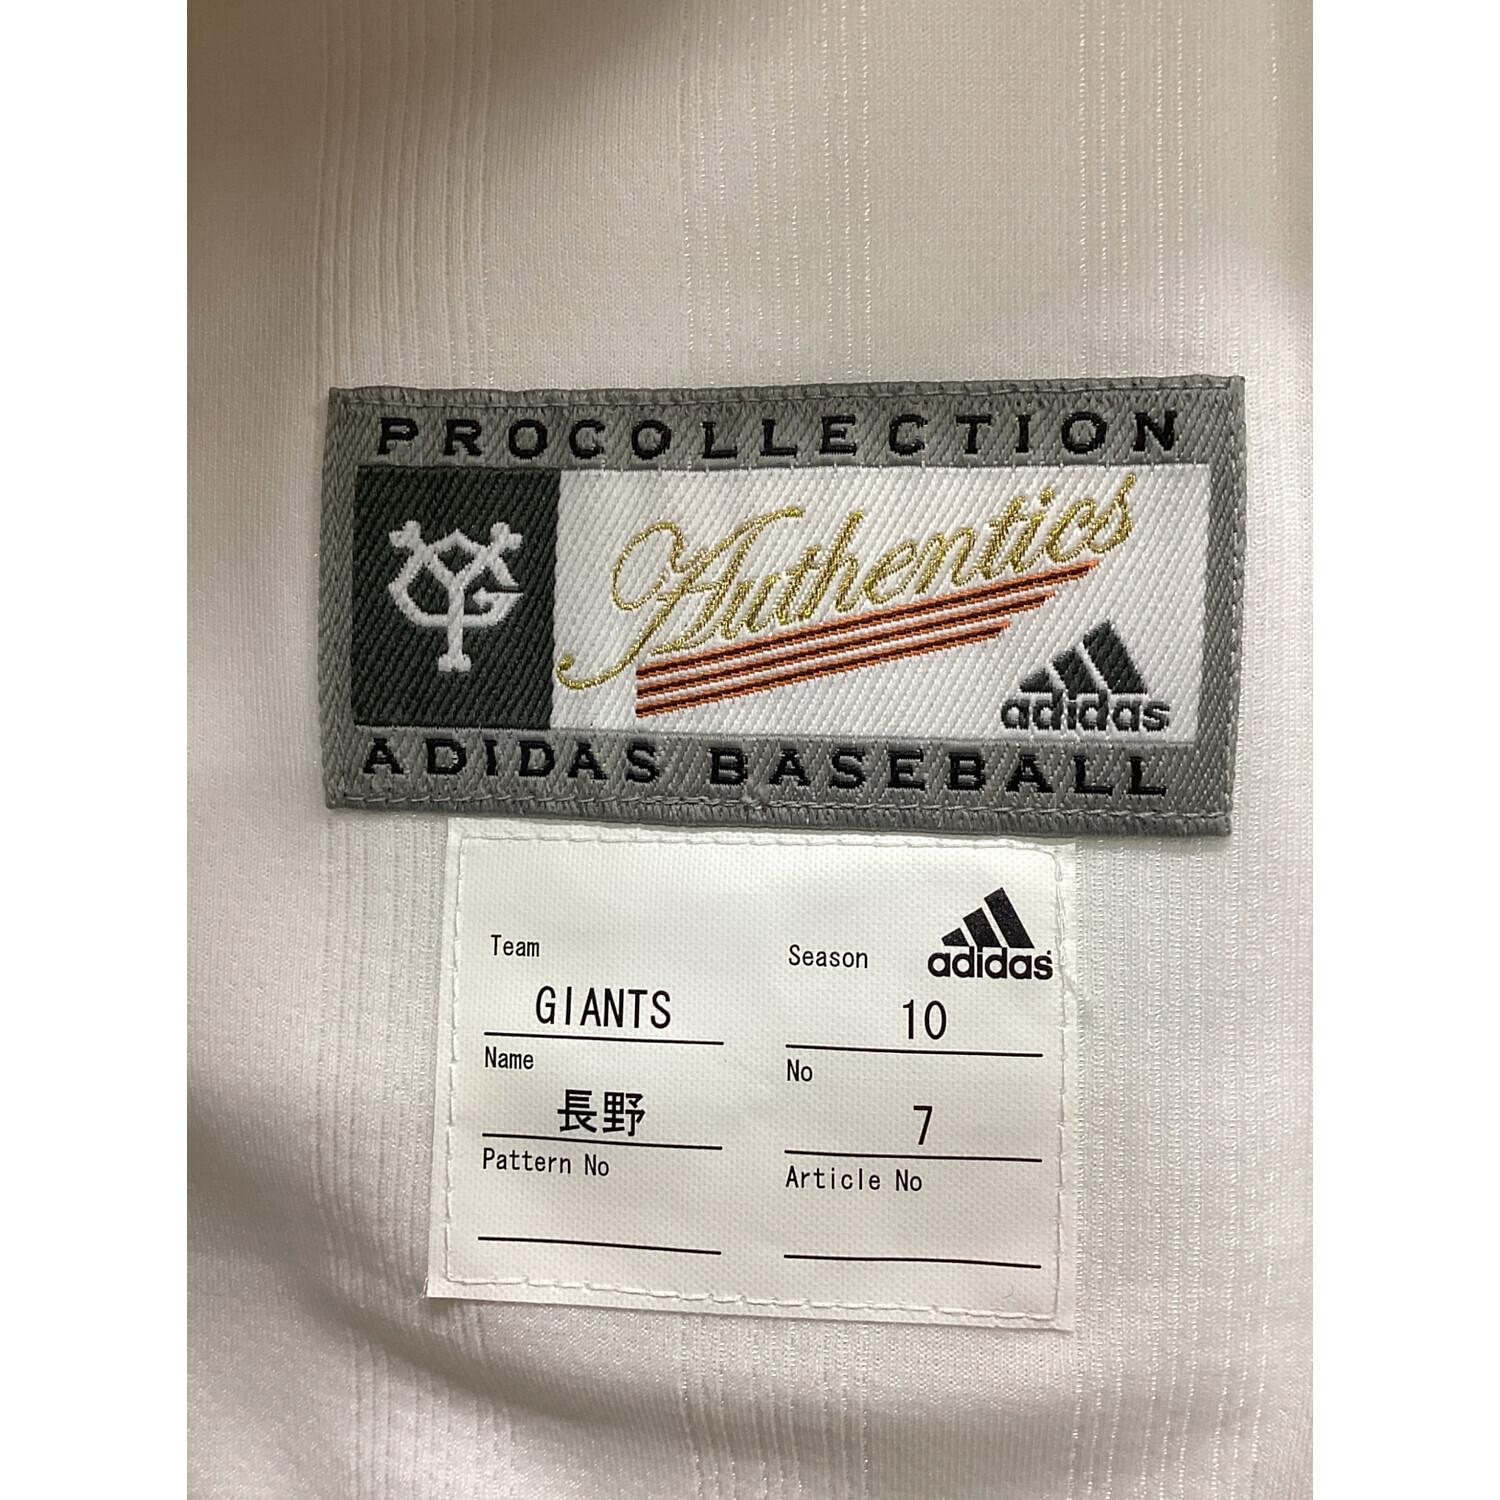 PROCOLLECTION
YG
Authentics
adidas
ADIDAS BASEBALL
adidas
Team
Season
GIANTS
10
Name
No
長野
7
Pattern No
Article No